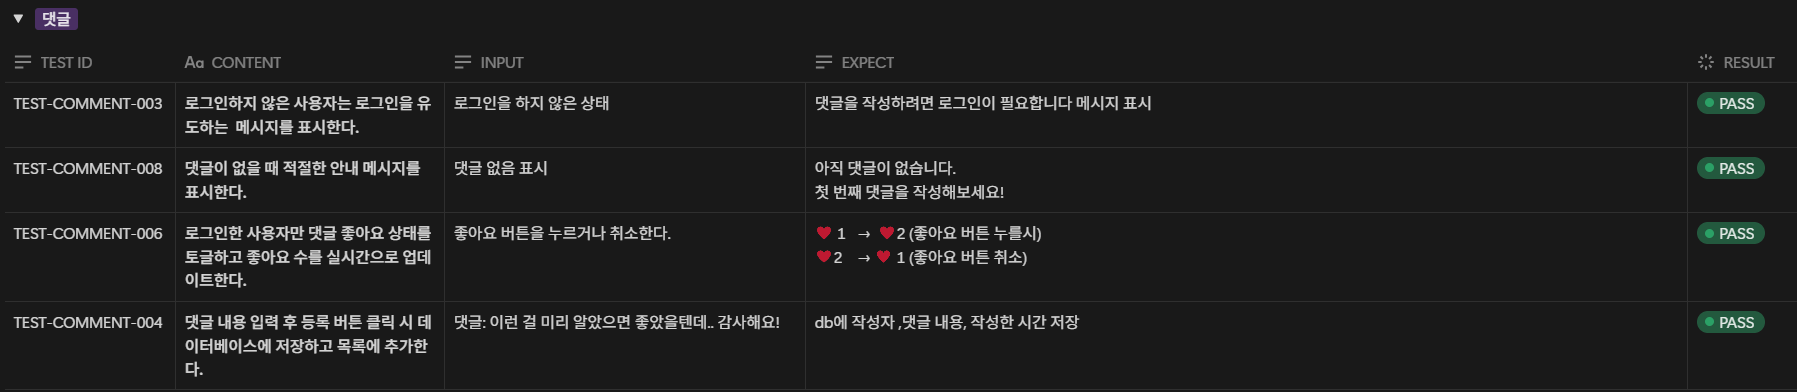 ▼ 댓글
TEST ID
Aa CONTENT
INPUT
EXPECT
RESULT
TEST-COMMENT-003
로그인하지 않은 사용자는 로그인을 유
도하는  메시지를 표시한다.
로그인을 하지 않은 상태
댓글을 작성하려면 로그인이 필요합니다 메시지 표시
PASS
TEST-COMMENT-008
댓글이 없을 때 적절한 안내 메시지를
표시한다.
댓글 없음 표시
아직 댓글이 없습니다.
첫 번째 댓글을 작성해보세요!
PASS
TEST-COMMENT-006
로그인한 사용자만 댓글 좋아요 상태를
토글하고 좋아요 수를 실시간으로 업데
이트한다.
좋아요 버튼을 누르거나 취소한다.
❤️ 1  → ❤️2 (좋아요 버튼 누를시)
❤️2  → ❤️ 1 (좋아요 버튼 취소)
PASS
TEST-COMMENT-004
댓글 내용 입력 후 등록 버튼 클릭 시 데
이터베이스에 저장하고 목록에 추가한
다.
댓글: 이런 걸 미리 알았으면 좋았을텐데.. 감사해요!
db에 작성자 ,댓글 내용, 작성한 시간 저장
PASS